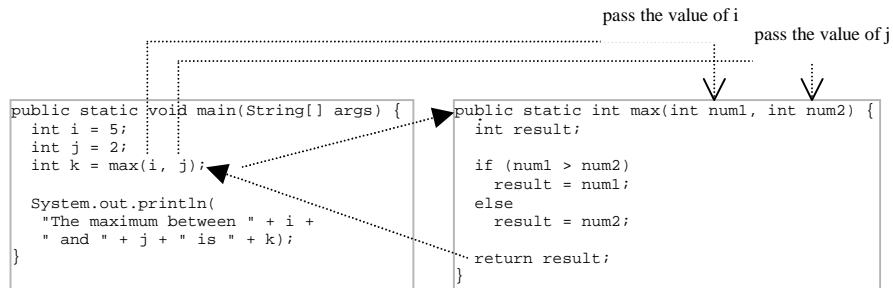 pass the value of i
pass the value of j
public static void main(String[] args) {
int i = 5;
int j = 2;
int k = max(i, j);
System.out.println(
"The maximum between " + i +
" and " + j + " is " + k);
}
public static int max(int num1, int num2) {
int result;
if (num1 > num2)
result = num1;
else
result = num2;
return result;
}